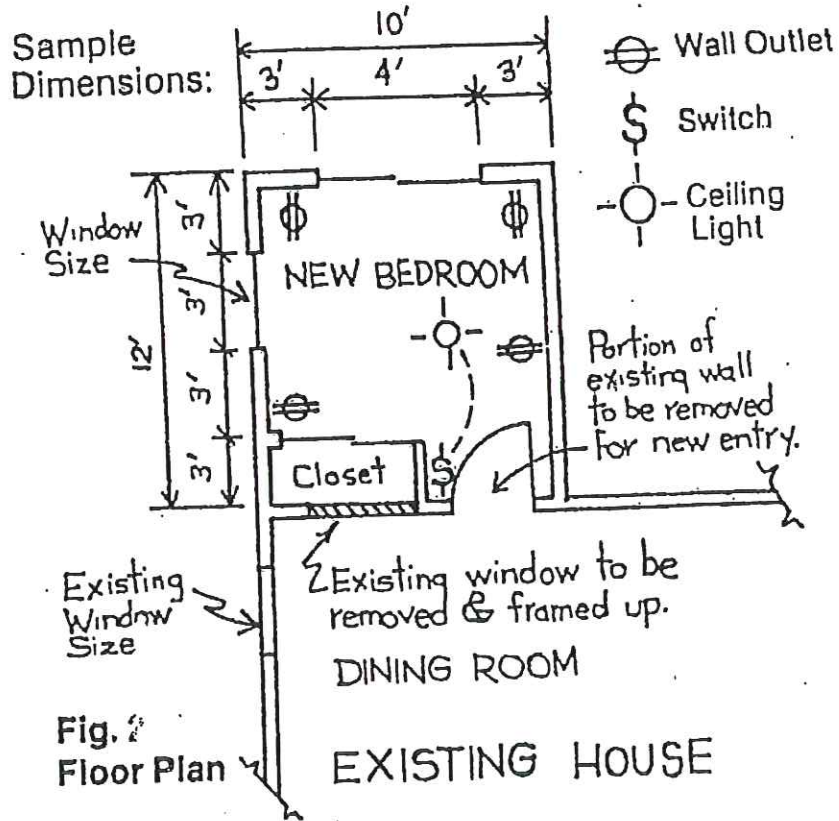 Sample
Dimensions:
10'
3'
4'
3'
Wall Outlet
$ Switch
Ceiling
Light
Window
Size
12'
3'
3'
3'
3'
NEW BEDROOM
Portion of
existing wall
to be removed
for new entry.
Closet
$
Existing
Window
Size
Existing window to be
removed & framed up.
DINING ROOM
Fig.
Floor Plan
EXISTING HOUSE